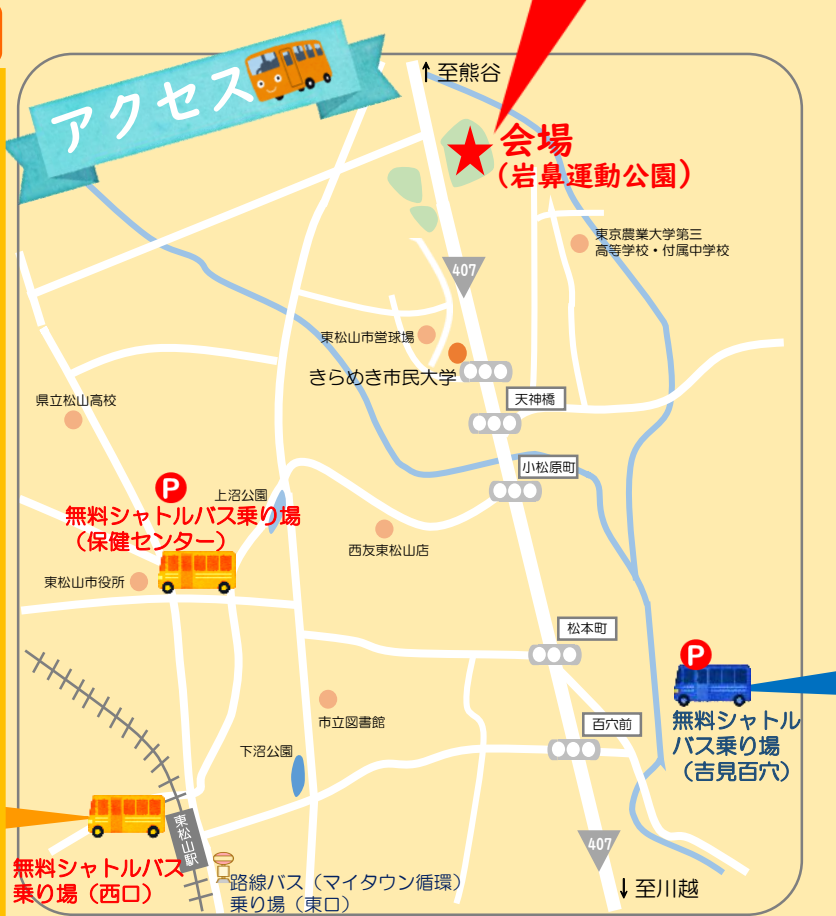 アクセス
↑至熊谷
会場
(岩鼻運動公園)
東京農業大学第三
高等学校・付属中学校
407
東松山市営球場
きらめき市民大学
天神橋
県立松山高校
小松原町
P
上沼公園
無料シャトルバス乗り場
(保健センター)
西友東松山店
東松山市役所
松本町
P
無料シャトル
バス乗り場
(吉見百穴)
市立図書館
百穴前
下沼公園
東松山駅
407
無料シャトルバス
乗り場(西口)
路線バス(マイタウン循環)
乗り場(東口)
↓至川越